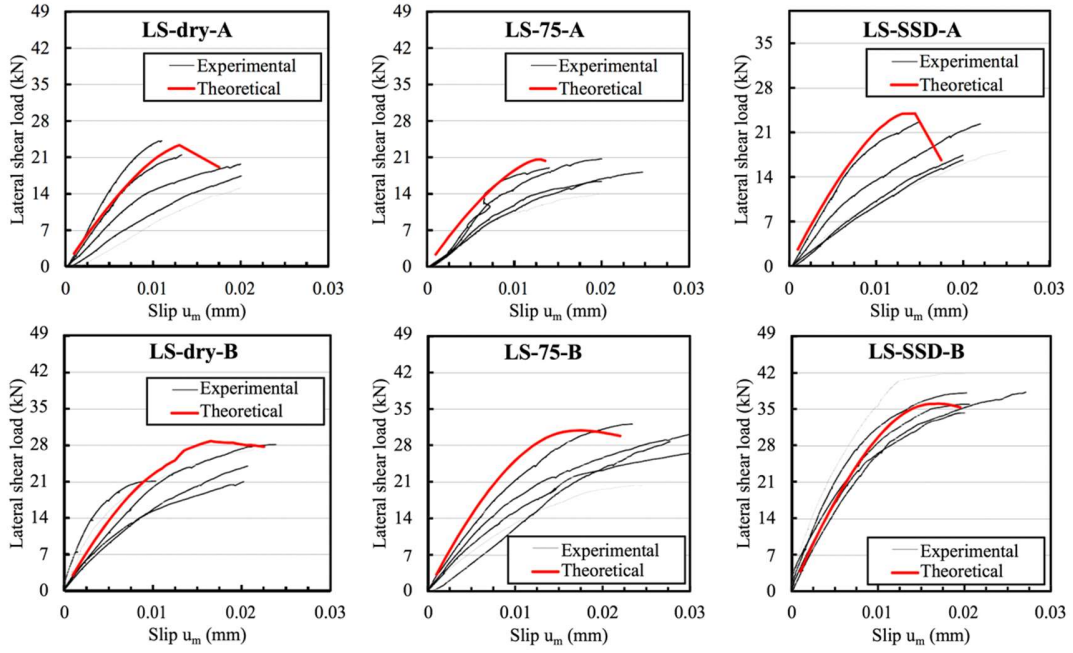 LS-dry-A
Experimental
Theoretical
Lateral shear load (kN)
49
42
35
28
21
14
7
0
0 0.01 0.02 0.03
Slip um (mm)
LS-75-A
Experimental
Theoretical
Lateral shear load (kN)
49
42
35
28
21
14
7
0
0 0.01 0.02 0.03
Slip um (mm)
LS-SSD-A
Experimental
Theoretical
Lateral shear load (kN)
35
28
21
14
7
0
0 0.01 0.02 0.03
Slip um (mm)
LS-dry-B
Experimental
Theoretical
Lateral shear load (kN)
49
42
35
28
21
14
7
0
0 0.01 0.02 0.03
Slip um (mm)
LS-75-B
Experimental
Theoretical
Lateral shear load (kN)
49
42
35
28
21
14
7
0
0 0.01 0.02 0.03
Slip um (mm)
LS-SSD-B
Experimental
Theoretical
Lateral shear load (kN)
49
42
35
28
21
14
7
0
0 0.01 0.02 0.03
Slip um (mm)